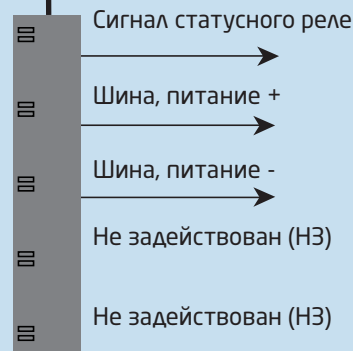 Сигнал статусного реле
Шина, питание +
Шина, питание -
Не задействован (НЗ)
Не задействован (НЗ)